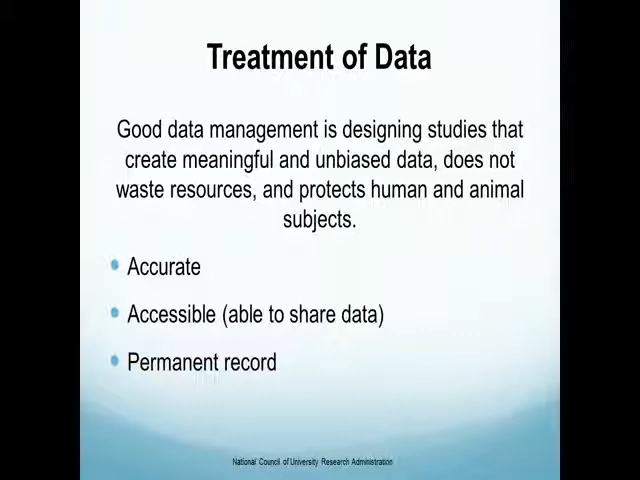 Treatment of Data
Good data management is designing studies that
create meaningful and unbiased data, does not
waste resources, and protects human and animal
subjects.
• Accurate
• Accessible (able to share data)
• Permanent record
National Council of University Research Administration